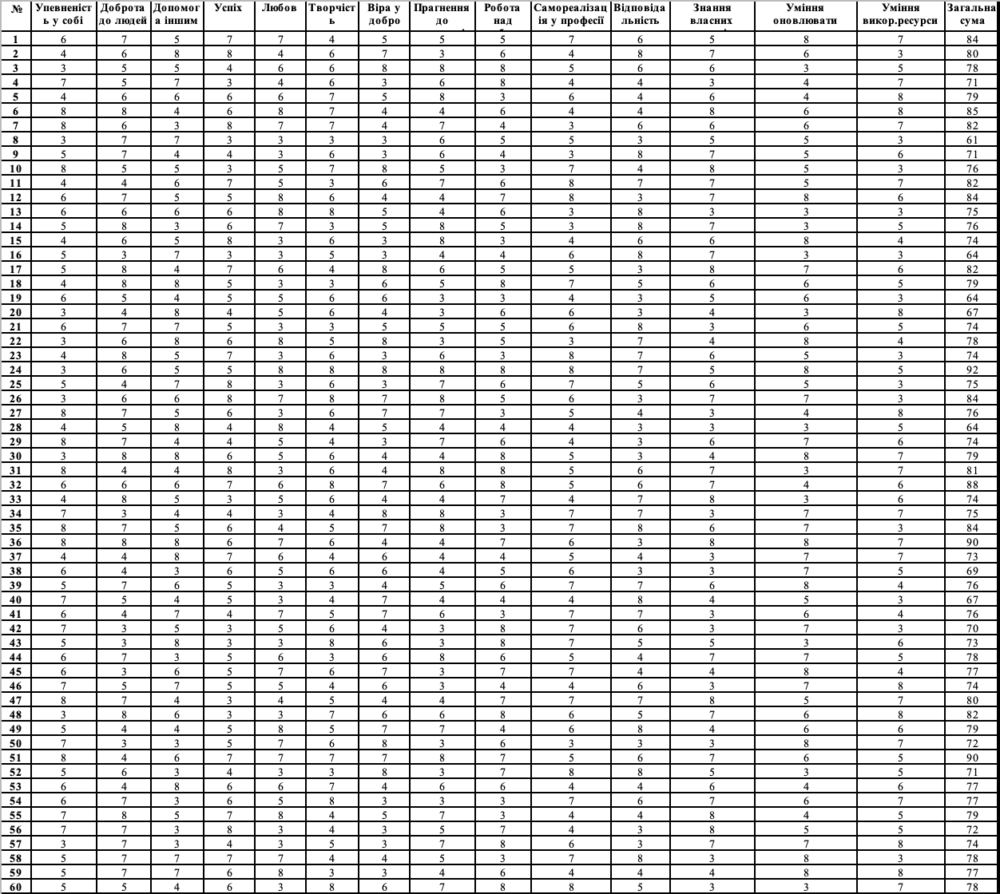 № Упевненіст ь у собі Доброта до людей Допомог а іншим Успіх Любов Творчіст ь Віра у добро Прагнення до Робота над Самореалізац ія у професії Відповіда льність Знання власних Уміння оновлювати Уміння викор.ресурси Загальна сума
1 6 7 5 7 7 4 5 5 5 7 6 5 8 7 84
2 4 6 8 8 4 6 7 3 6 4 8 7 6 3 80
3 3 5 5 4 6 6 8 8 8 5 6 6 3 5 78
4 7 5 7 3 4 6 3 6 8 4 4 3 4 7 71
5 4 6 6 6 6 7 5 8 3 6 4 6 4 8 79
6 8 8 4 6 8 7 4 4 6 4 4 8 6 8 85
7 8 6 3 8 7 7 4 7 4 3 6 6 6 7 82
8 3 7 7 3 3 3 3 6 5 5 3 5 5 3 61
9 5 7 4 4 3 6 3 6 4 3 8 7 5 6 71
10 8 5 5 3 5 7 8 5 3 7 4 8 5 3 76
11 4 4 6 7 5 3 6 7 6 8 7 7 5 7 82
12 6 7 5 5 8 6 4 4 7 8 3 7 8 6 84
13 6 6 6 6 8 8 5 4 6 3 8 3 3 3 75
14 5 8 3 6 7 3 5 8 5 3 8 7 3 5 76
15 4 6 5 8 3 6 3 8 3 4 6 6 8 4 74
16 5 3 7 3 3 5 3 4 4 6 8 7 3 3 64
17 5 8 4 7 6 4 8 6 5 5 3 8 7 6 82
18 4 8 8 5 3 3 6 5 8 7 5 6 6 5 79
19 6 5 4 5 5 6 6 3 3 4 3 5 6 3 64
20 3 4 8 4 5 6 4 3 6 6 3 4 3 8 67
21 6 7 7 5 3 3 5 5 5 6 8 3 6 5 74
22 3 6 8 6 8 5 8 3 5 3 7 4 8 4 78
23 4 8 5 7 3 6 3 6 3 8 7 6 5 3 74
24 3 6 5 5 8 8 8 8 8 8 7 5 8 5 92
25 5 4 7 8 3 6 3 7 6 7 5 6 5 3 75
26 3 6 6 8 7 8 7 8 5 6 3 7 7 3 84
27 8 7 5 6 3 6 7 7 3 5 4 3 4 8 76
28 4 5 8 4 8 4 5 4 4 4 3 3 3 5 64
29 8 7 4 4 5 4 3 7 6 4 3 6 7 6 74
30 3 8 8 6 5 6 4 4 8 5 3 4 8 7 79
31 8 4 4 8 3 6 4 8 8 5 6 7 3 7 81
32 6 6 6 7 6 8 7 6 8 5 6 7 4 6 88
33 4 8 5 3 5 6 4 4 7 4 7 8 3 6 74
34 7 3 4 4 3 4 8 8 3 7 7 3 7 7 75
35 8 7 5 6 4 5 7 8 3 7 8 6 7 3 84
36 8 8 8 6 7 6 4 4 7 6 3 8 8 7 90
37 4 4 8 7 6 4 6 4 4 5 4 3 7 7 73
38 6 4 3 6 5 6 6 4 5 6 3 3 7 5 69
39 5 7 6 5 3 3 4 5 6 7 7 6 8 4 76
40 7 5 4 5 3 4 7 4 4 4 8 4 5 3 67
41 6 4 7 4 7 5 7 6 3 7 7 3 6 4 76
42 7 3 5 3 5 6 4 3 8 7 6 3 7 3 70
43 5 3 8 3 3 8 6 3 8 7 5 5 3 6 73
44 6 7 3 5 6 3 6 8 6 5 4 7 7 5 78
45 6 3 6 5 7 6 7 3 7 7 4 4 8 4 77
46 7 5 7 5 5 4 6 3 4 4 6 3 7 8 74
47 8 7 4 3 4 5 4 4 7 7 7 8 5 7 80
48 3 8 6 3 3 7 6 6 8 6 5 7 6 8 82
49 5 4 4 5 8 5 7 7 4 6 8 4 6 6 79
50 7 3 3 5 7 6 8 3 6 3 3 3 8 7 72
51 8 4 6 7 7 7 7 8 7 5 6 7 6 5 90
52 5 6 3 4 3 3 8 3 7 8 8 5 3 5 71
53 6 4 8 6 6 7 4 6 6 4 4 6 4 6 77
54 6 7 3 6 5 8 3 3 3 7 6 7 6 7 77
55 7 8 5 7 8 4 5 7 3 4 4 8 4 5 79
56 7 7 3 8 3 4 3 5 7 4 3 8 5 5 72
57 3 7 3 4 3 5 3 7 8 6 3 7 7 8 74
58 5 7 7 7 7 4 4 5 3 7 8 3 8 3 78
59 5 7 7 6 8 3 3 4 6 4 4 4 8 8 77
60 5 5 4 6 3 8 6 7 8 8 5 3 3 7 78